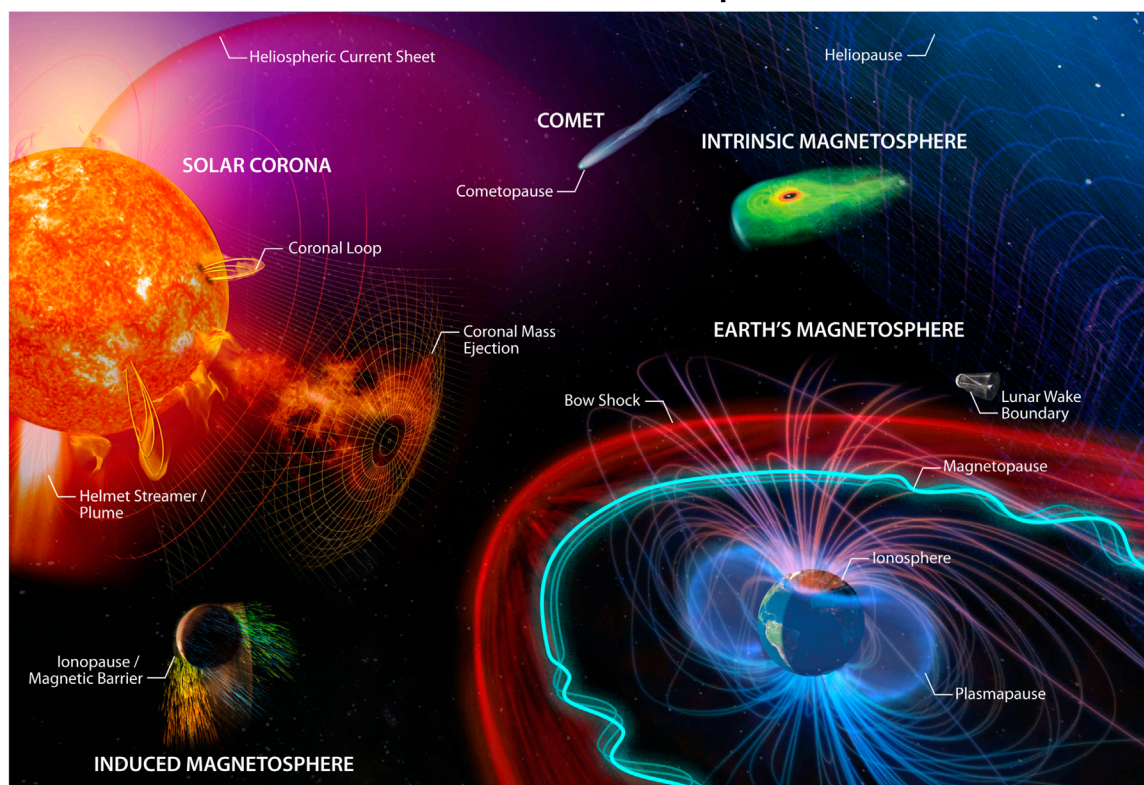 Heliospheric Current Sheet
Heliopause
COMET
INTRINSIC MAGNETOSPHERE
SOLAR CORONA
Cometopause
Coronal Loop
Coronal Mass
Ejection
EARTH'S MAGNETOSPHERE
Bow Shock
Lunar Wake
Boundary
Magnetopause
Helmet Streamer /
Plume
Ionosphere
Ionopause /
Magnetic Barrier
Plasmapause
INDUCED MAGNETOSPHERE